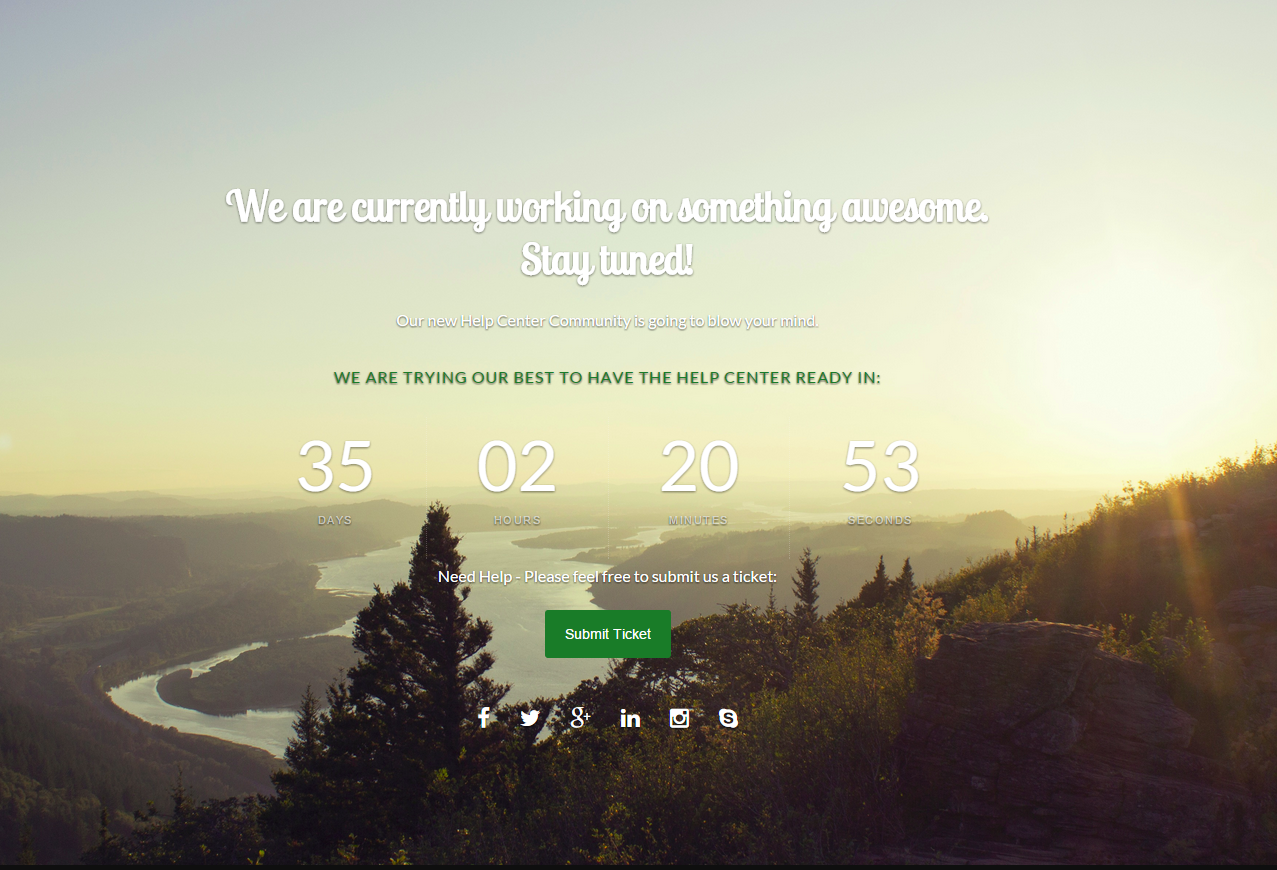 We are currently working on something awesome.
Stay tuned!
Our new Help Center Community is going to blow your mind.
WE ARE TRYING OUR BEST TO HAVE THE HELP CENTER READY IN:
35 02 20 53
DAYS HOURS MINUTES SECONDS
Need Help - Please feel free to submit us a ticket:
Submit Ticket